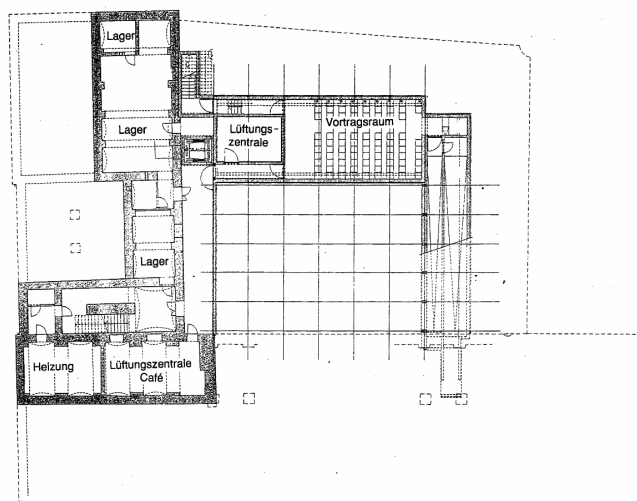 Lager
Lager
Lüftungs-
zentrale
Vortragsraum
Lager
Heizung
Lüftungszentrale
Café